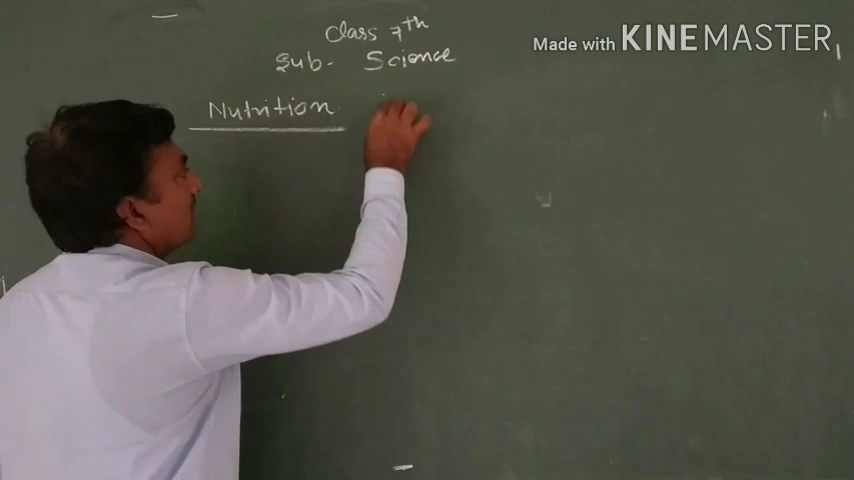 Class 7th
Sub- Science
Nutrition.
Made with KINEMASTER